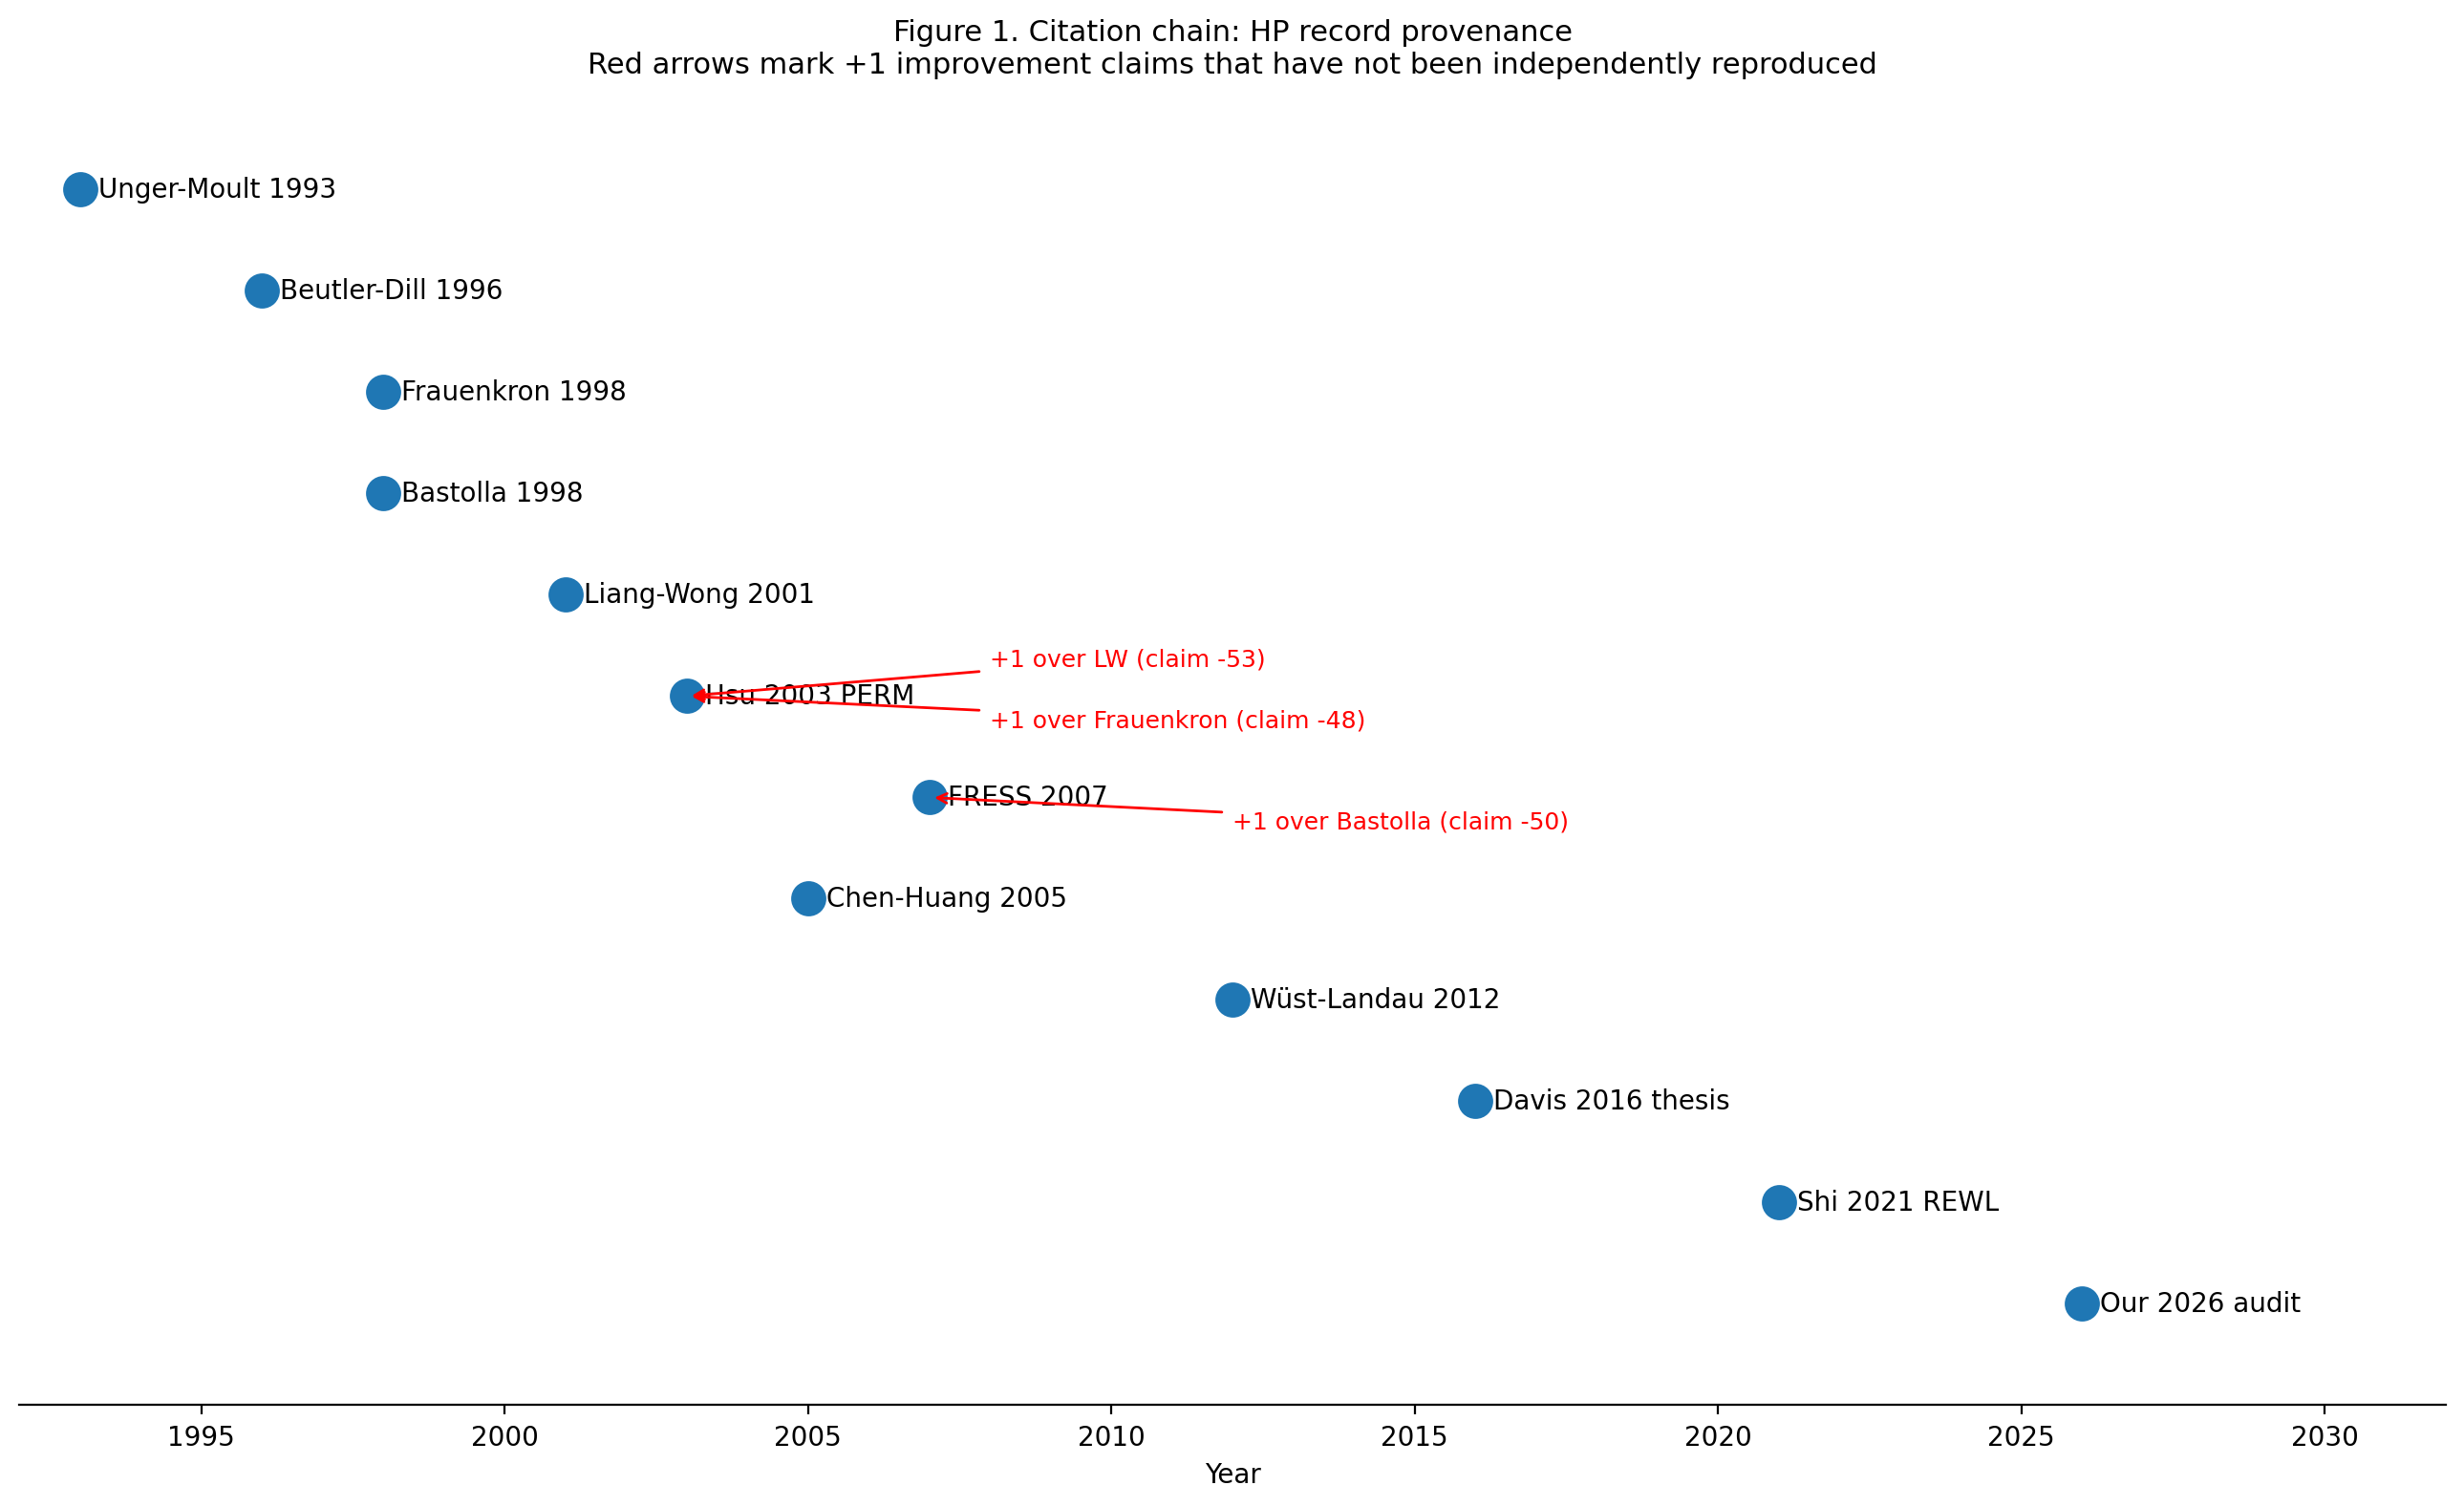 Figure 1. Citation chain: HP record provenance
Red arrows mark +1 improvement claims that have not been independently reproduced
Unger-Moult 1993
Beutler-Dill 1996
Frauenkron 1998
Bastolla 1998
Liang-Wong 2001
+1 over LW (claim -53)
Hsu 2003 PERM
+1 over Frauenkron (claim -48)
FRESS 2007
+1 over Bastolla (claim -50)
Chen-Huang 2005
Wüst-Landau 2012
Davis 2016 thesis
Shi 2021 REWL
Our 2026 audit
1995 2000 2005 2010 2015 2020 2025 2030
Year